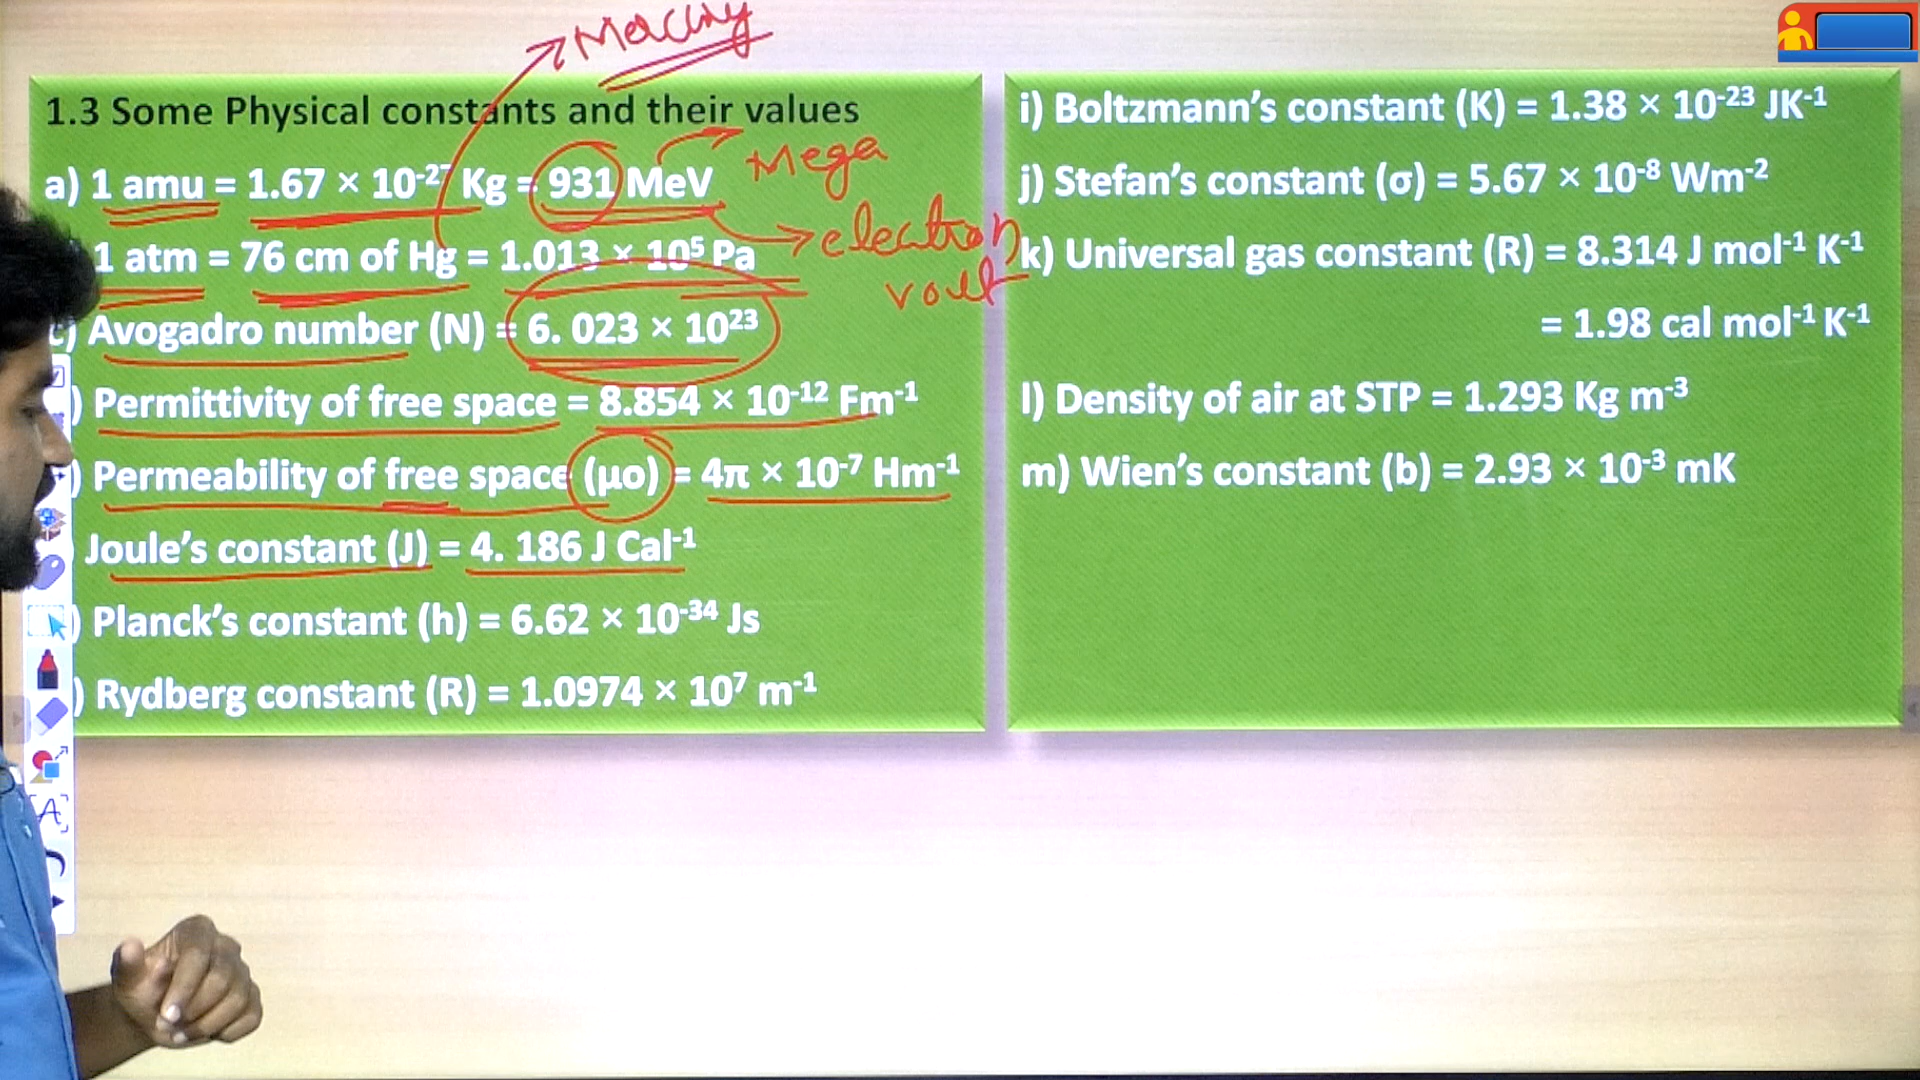 Mercury
1.3 Some Physical constants and their values
a) 1 amu = 1.67 × 10⁻²⁷ Kg = 931 MeV
Mega
electron
volt
) 1 atm = 76 cm of Hg = 1.013 × 10⁵ Pa
c) Avogadro number (N) = 6. 023 × 10²³
) Permittivity of free space = 8.854 × 10⁻¹² Fm⁻¹
) Permeability of free space (μo) = 4π × 10⁻⁷ Hm⁻¹
Joule's constant (J) = 4. 186 J Cal⁻¹
) Planck's constant (h) = 6.62 × 10⁻³⁴ Js
) Rydberg constant (R) = 1.0974 × 10⁷ m⁻¹
i) Boltzmann's constant (K) = 1.38 × 10⁻²³ JK⁻¹
j) Stefan's constant (σ) = 5.67 × 10⁻⁸ Wm⁻²
k) Universal gas constant (R) = 8.314 J mol⁻¹ K⁻¹
= 1.98 cal mol⁻¹ K⁻¹
l) Density of air at STP = 1.293 Kg m⁻³
m) Wien's constant (b) = 2.93 × 10⁻³ mK